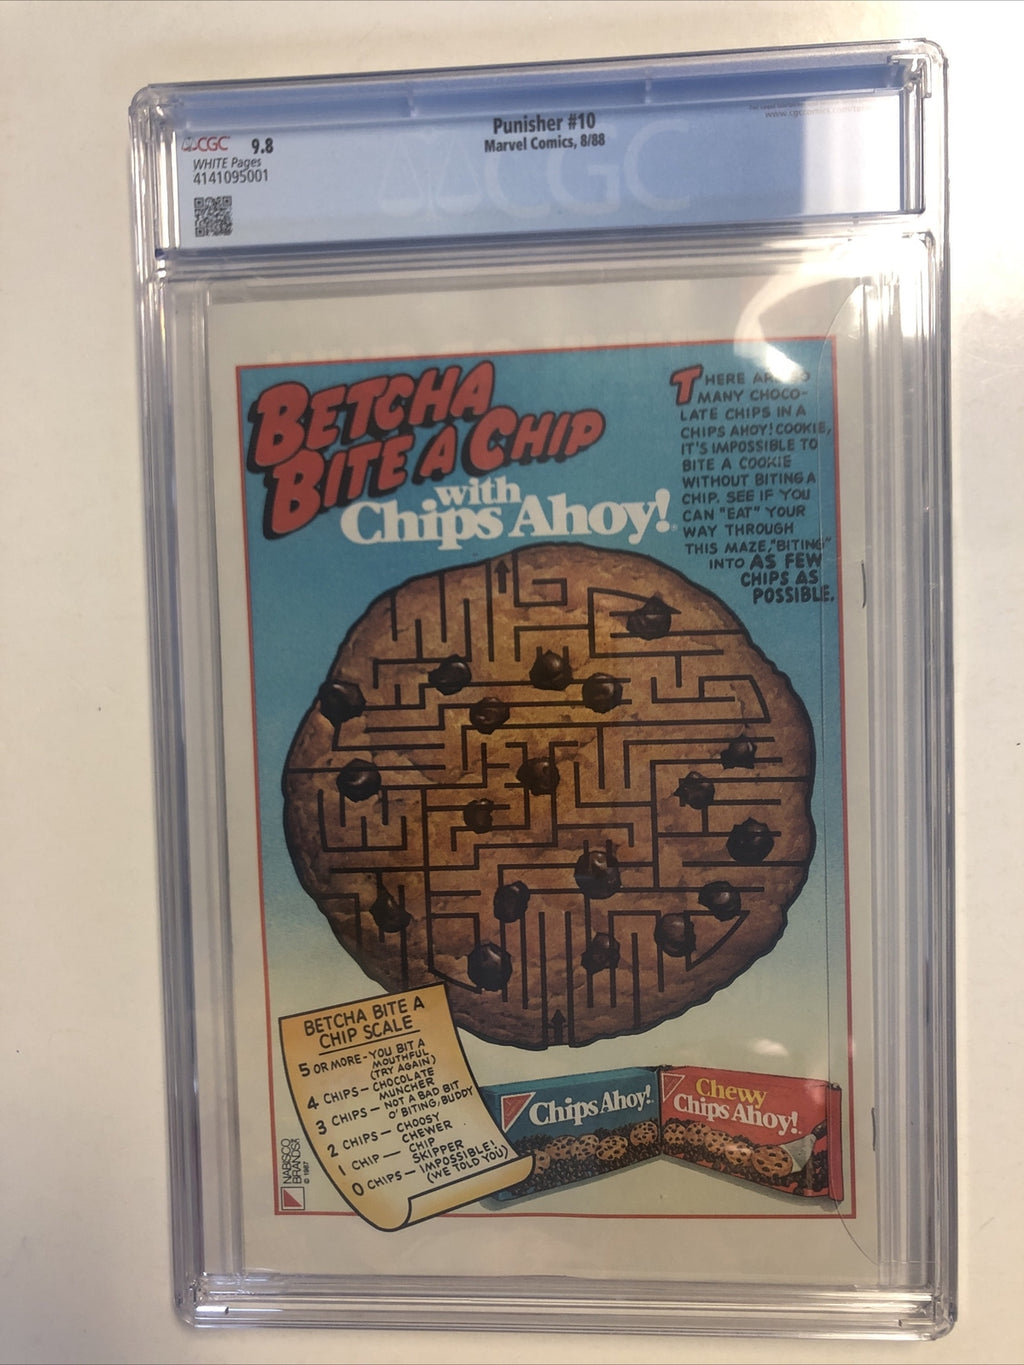 CGC 9.8
WHITE Pages
4141095001
Punisher #10
Marvel Comics, 8/88
CGC
BETCHA
BITE A CHIP
with
Chips Ahoy!
THERE ARE
MANY CHOCO-
LATE CHIPS IN A
CHIPS AHOY! COOKIE,
IT'S IMPOSSIBLE TO
BITE A COOKIE
WITHOUT BITING A
CHIP. SEE IF YOU
CAN "EAT" YOUR
WAY THROUGH
THIS MAZE, "BITING"
INTO AS FEW
CHIPS AS
POSSIBLE.
BETCHA BITE A
CHIP SCALE
5 OR MORE - YOU BIT A
MOUTHFUL
(TRY AGAIN)
4 CHIPS - CHOCOLATE
MUNCHER
3 CHIPS - NOT A BAD BIT
O' BITING, BUDDY
2 CHIPS - CHOOSY
CHEWER
1 CHIP - CHIP
SKIPPER
0 CHIPS - IMPOSSIBLE!
(WE TOLD YOU)
Chips Ahoy!
Chewy
Chips Ahoy!
NABISCO
BRANDS
© 1987